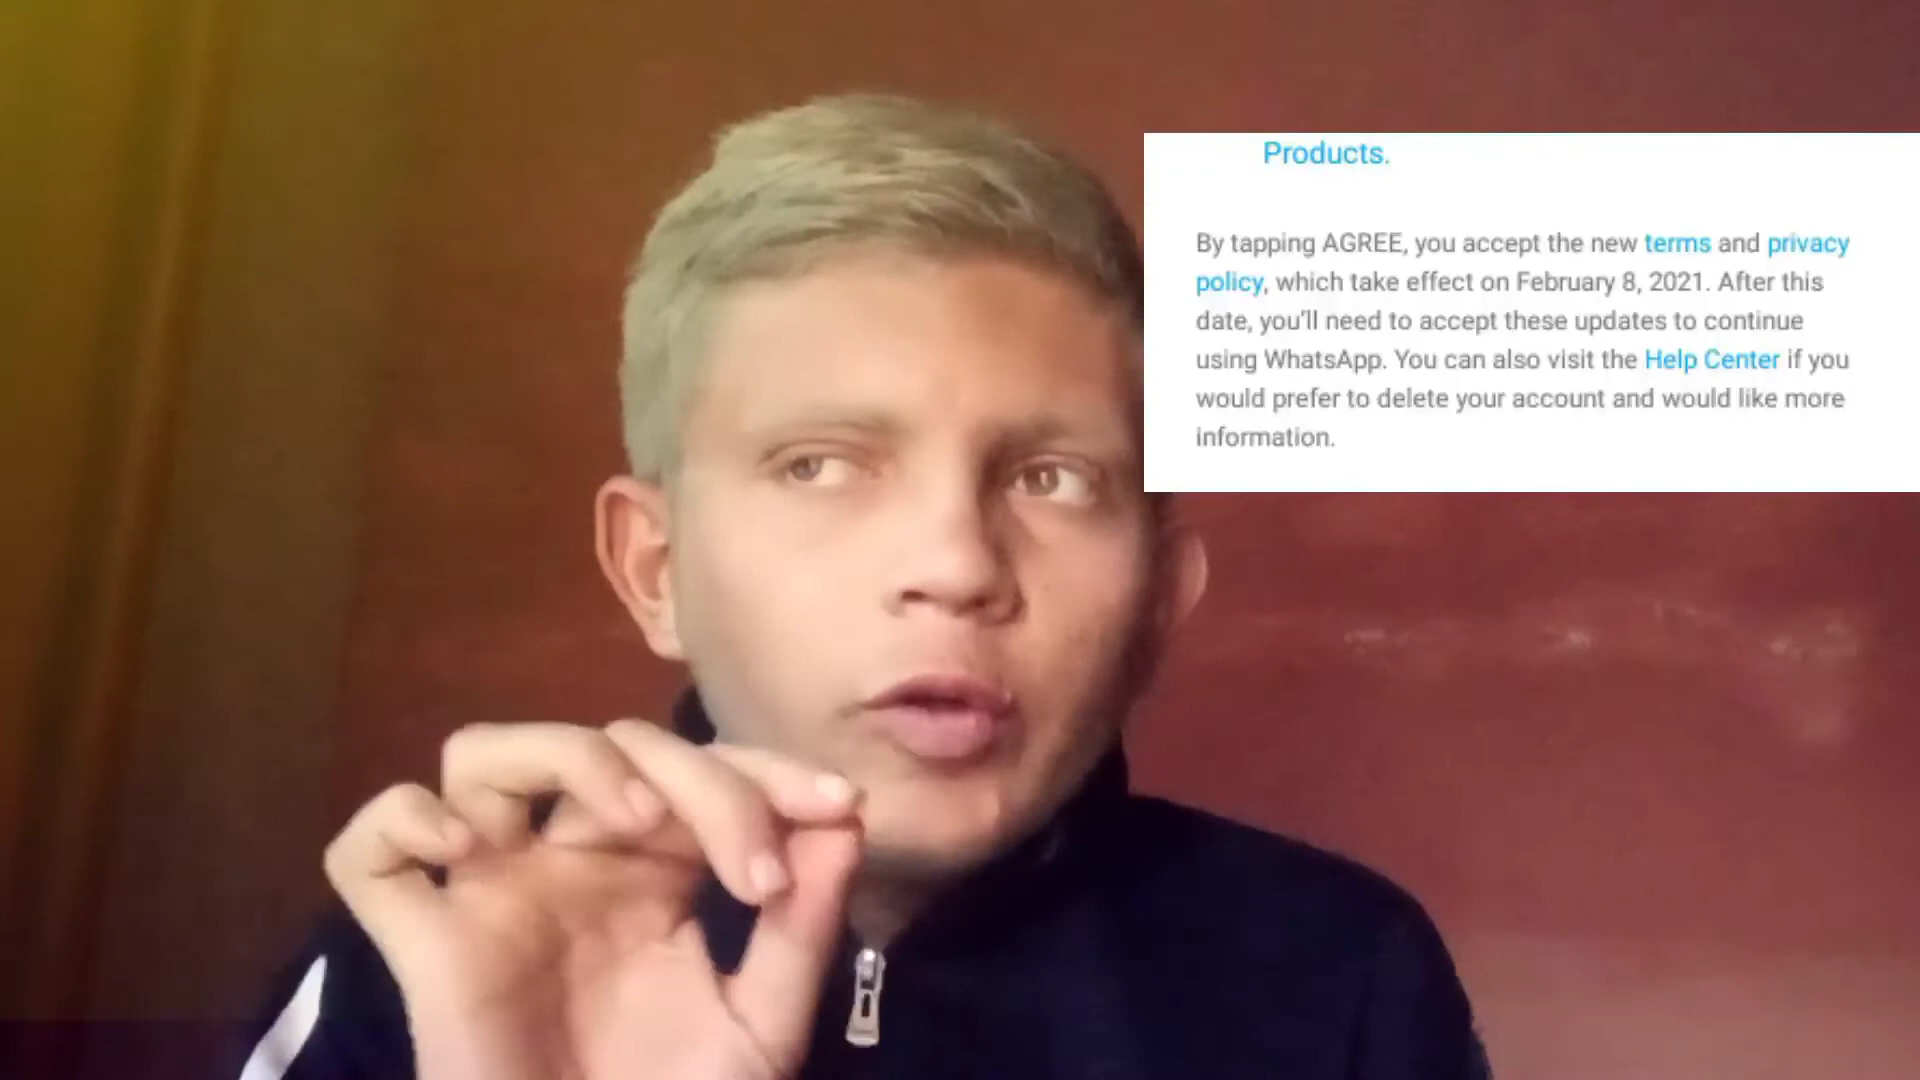 Products.
By tapping AGREE, you accept the new terms and privacy
policy, which take effect on February 8, 2021. After this
date, you'll need to accept these updates to continue
using WhatsApp. You can also visit the Help Center if you
would prefer to delete your account and would like more
information.